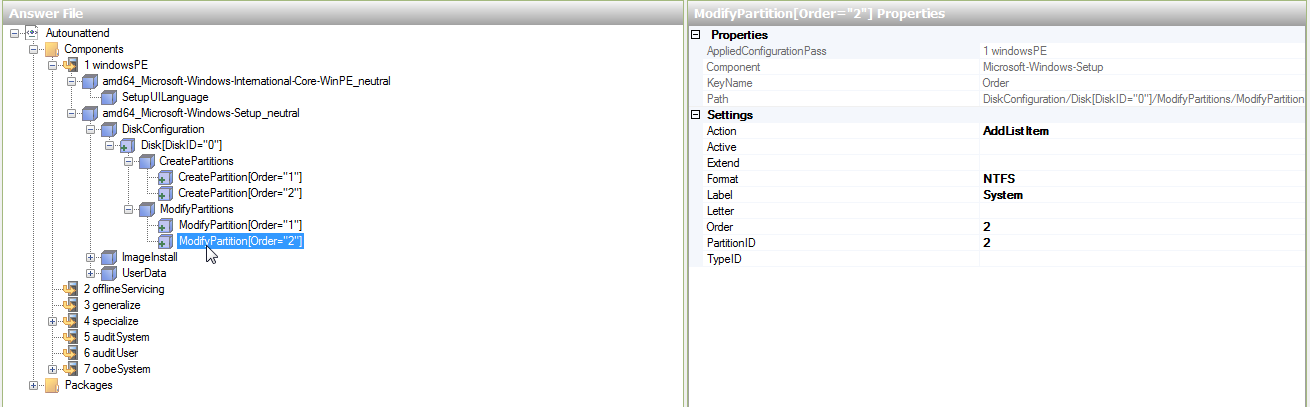 Answer File
Autounattend
Components
1 windowsPE
amd64_Microsoft-Windows-International-Core-WinPE_neutral
SetupUILanguage
amd64_Microsoft-Windows-Setup_neutral
DiskConfiguration
Disk[DiskID="0"]
CreatePartitions
CreatePartition[Order="1"]
CreatePartition[Order="2"]
ModifyPartitions
ModifyPartition[Order="1"]
ModifyPartition[Order="2"]
ImageInstall
UserData
2 offlineServicing
3 generalize
4 specialize
5 auditSystem
6 auditUser
7 oobeSystem
Packages
ModifyPartition[Order="2"] Properties
Properties
AppliedConfigurationPass 1 windowsPE
Component Microsoft-Windows-Setup
KeyName Order
Path DiskConfiguration/Disk[DiskID="0"]/ModifyPartitions/ModifyPartition
Settings
Action AddListItem
Active
Extend
Format NTFS
Label System
Letter
Order 2
PartitionID 2
TypeID